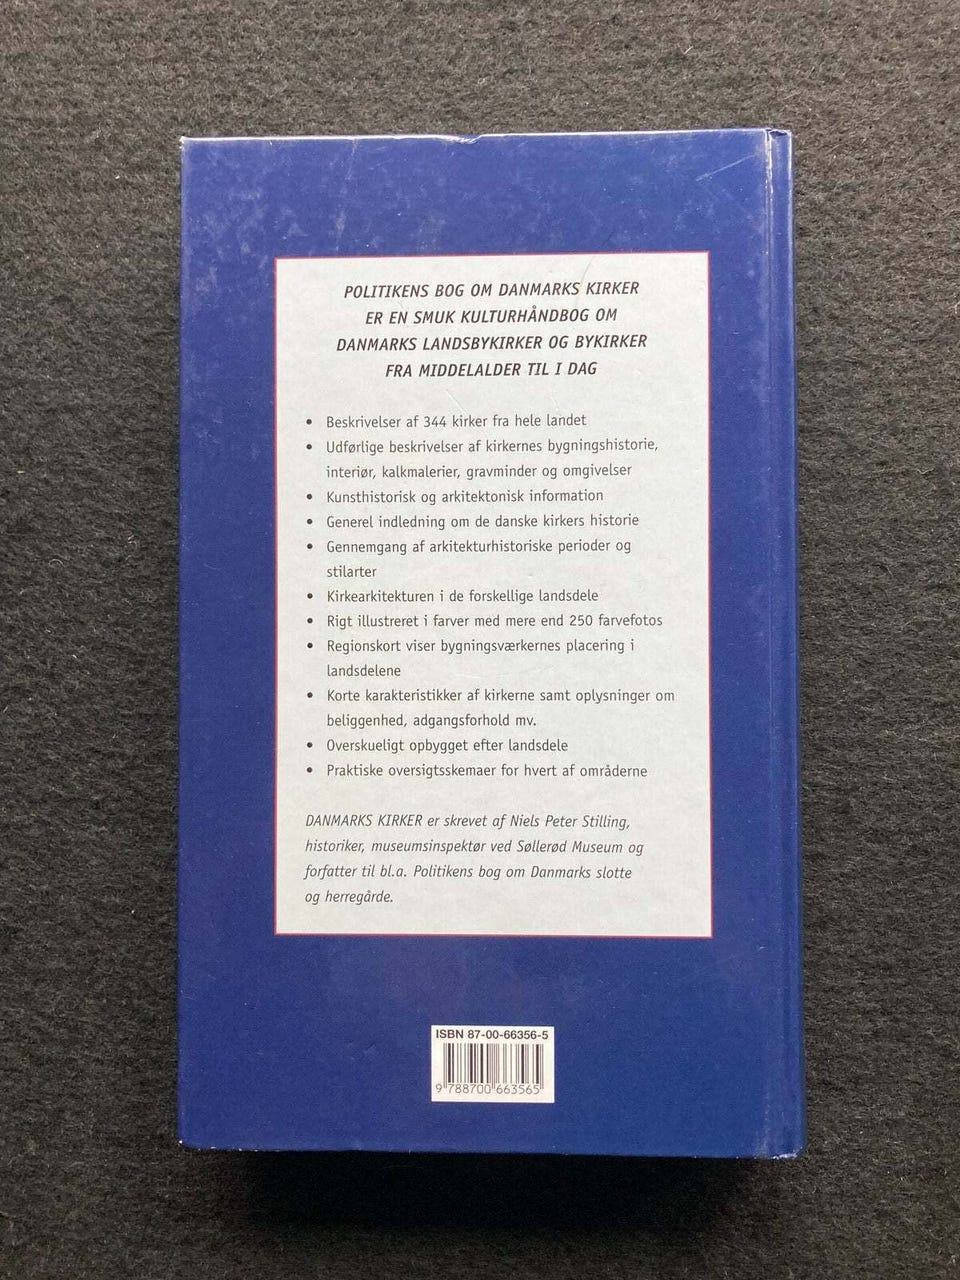 POLITIKENS BOG OM DANMARKS KIRKER
ER EN SMUK KULTURHÅNDBOG OM
DANMARKS LANDSBYKIRKER OG BYKIRKER
FRA MIDDELALDER TIL I DAG
• Beskrivelser af 344 kirker fra hele landet
• Udførlige beskrivelser af kirkernes bygningshistorie,
interiør, kalkmalerier, gravminder og omgivelser
• Kunsthistorisk og arkitektonisk information
• Generel indledning om de danske kirkers historie
• Gennemgang af arkitekturhistoriske perioder og
stilarter
• Kirkearkitekturen i de forskellige landsdele
• Rigt illustreret i farver med mere end 250 farvefotos
• Regionskort viser bygningsværkernes placering i
landsdelene
• Korte karakteristikker af kirkerne samt oplysninger om
beliggenhed, adgangsforhold mv.
• Overskueligt opbygget efter landsdele
• Praktiske oversigtsskemaer for hvert af områderne
DANMARKS KIRKER er skrevet af Niels Peter Stilling,
historiker, museumsinspektør ved Søllerød Museum og
forfatter til bl.a. Politikens bog om Danmarks slotte
og herregårde.
ISBN 87-00-66356-5
9 788700 663565